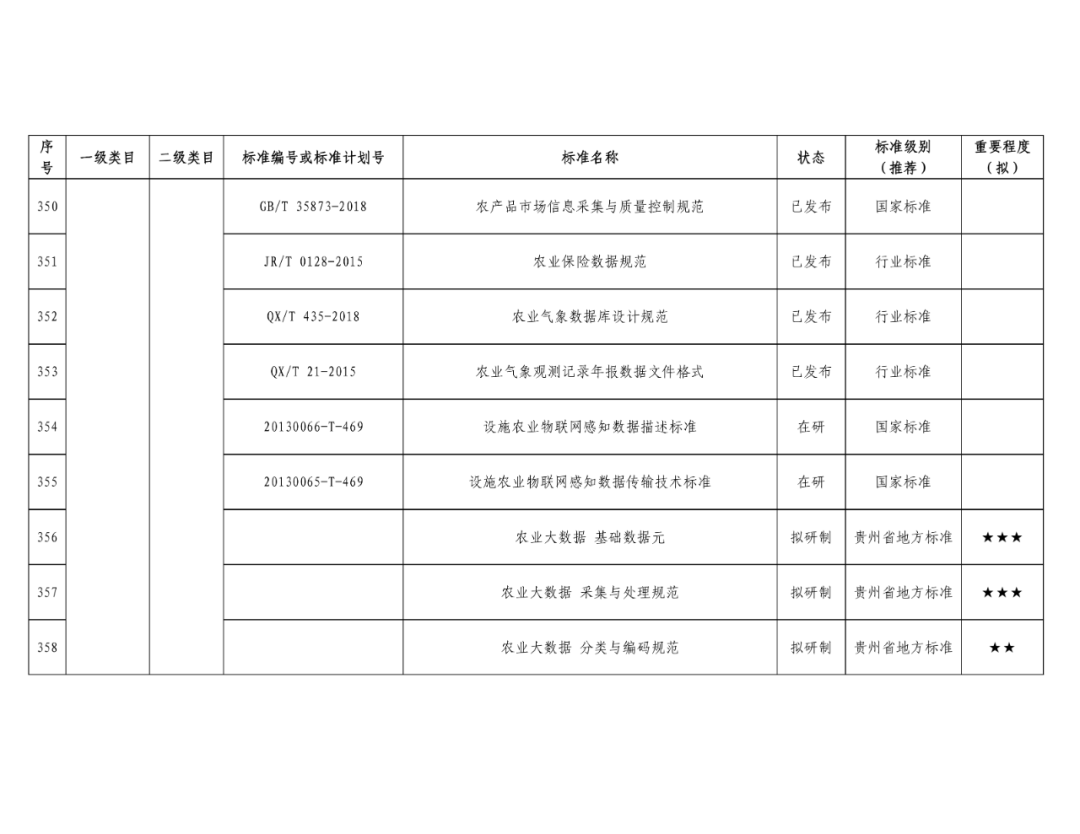 序号 一级类目 二级类目 标准编号或标准计划号 标准名称 状态 标准级别（推荐） 重要程度（拟）
350 GB/T 35873-2018 农产品市场信息采集与质量控制规范 已发布 国家标准
351 JR/T 0128-2015 农业保险数据规范 已发布 行业标准
352 QX/T 435-2018 农业气象数据库设计规范 已发布 行业标准
353 QX/T 21-2015 农业气象观测记录年报数据文件格式 已发布 行业标准
354 20130066-T-469 设施农业物联网感知数据描述标准 在研 国家标准
355 20130065-T-469 设施农业物联网感知数据传输技术标准 在研 国家标准
356 农业大数据 基础数据元 拟研制 贵州省地方标准 ★★★
357 农业大数据 采集与处理规范 拟研制 贵州省地方标准 ★★★
358 农业大数据 分类与编码规范 拟研制 贵州省地方标准 ★★